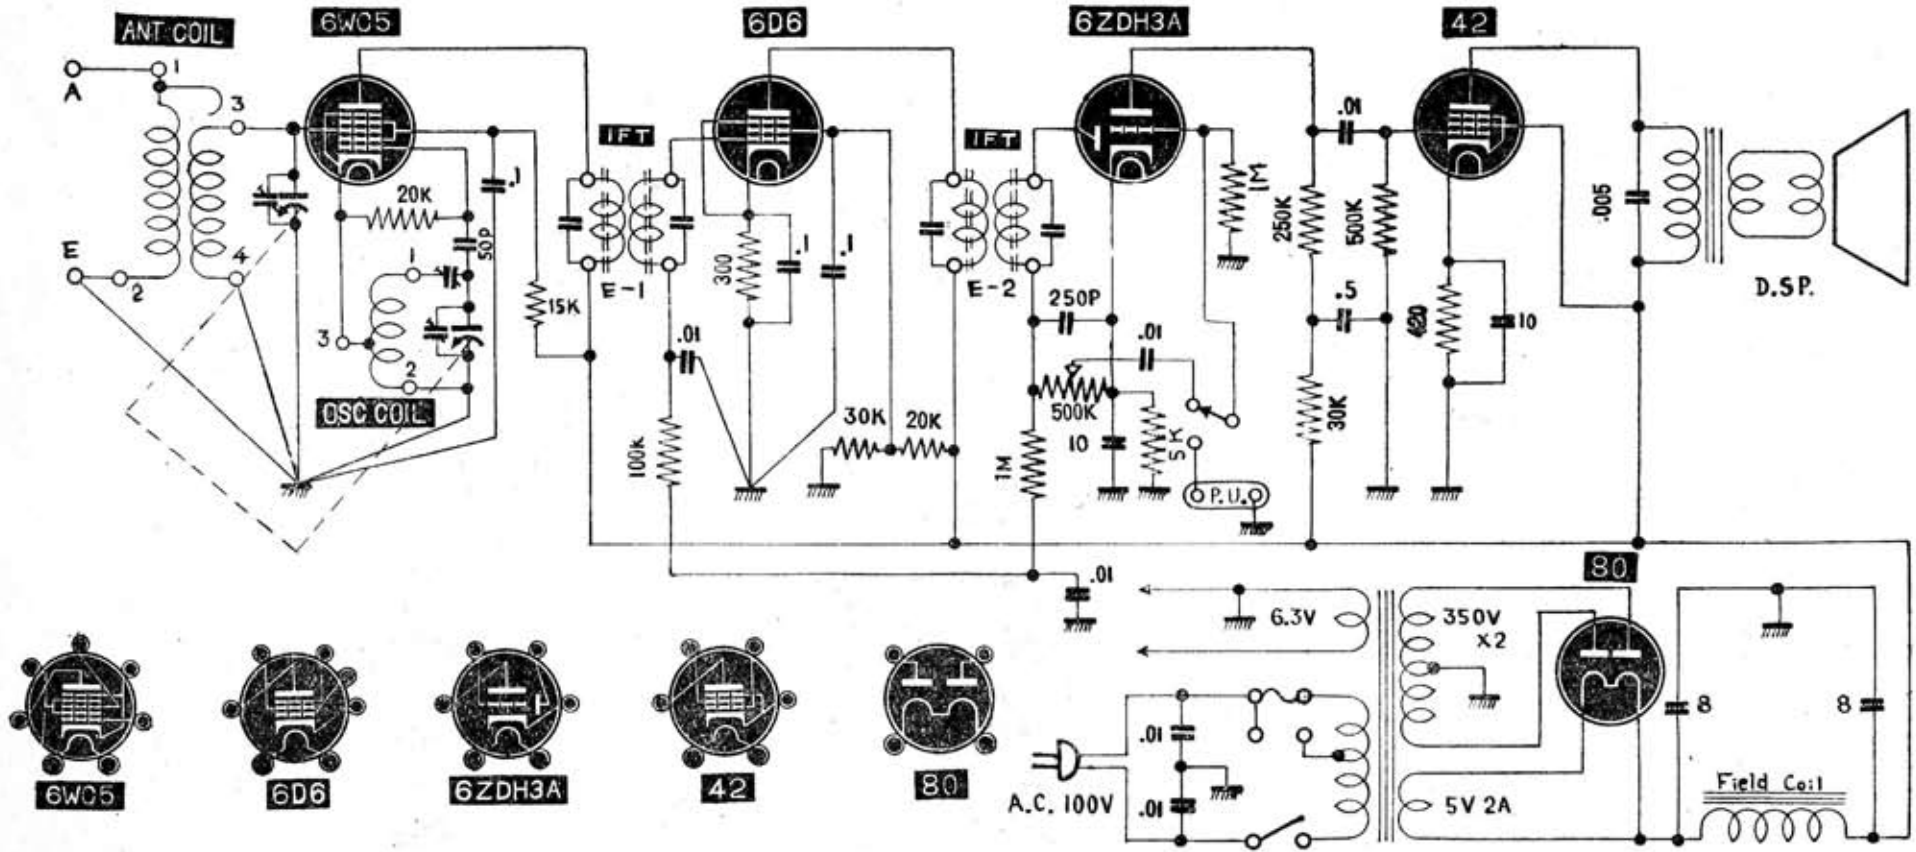 ANT COIL
6WC5
6D6
6ZDH3A
42
A
1
3
E
2
4
20K
.1
50P
1
3
2
OSC COIL
15K
IFT
E-1
.01
100K
300
.1
.1
30K
20K
IFT
E-2
250P
.01
500K
10
5K
1M
1M
P.U.
.01
250K
500K
.5
30K
420
10
.005
D.S.P.
.01
6.3V
350V
X2
80
8
8
.01
.01
A.C. 100V
5V 2A
Field Coil
6WC5
6D6
6ZDH3A
42
80